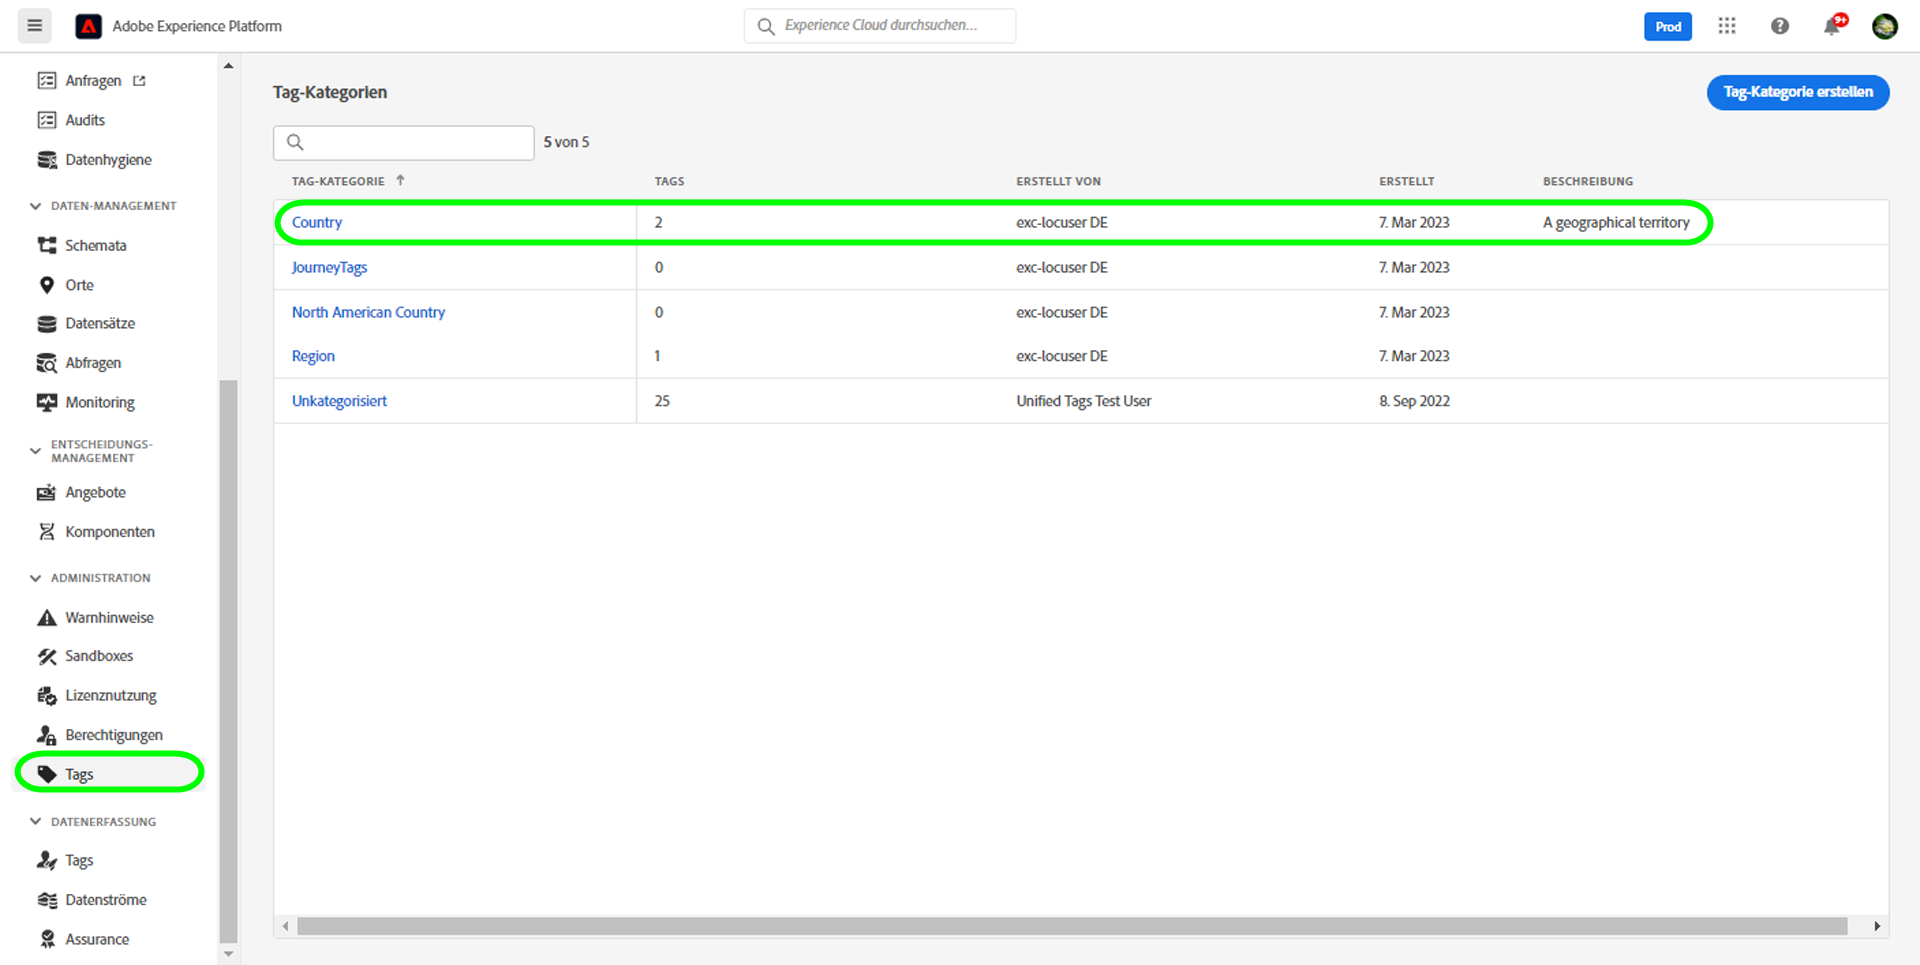 Adobe Experience Platform
Experience Cloud durchsuchen...
Prod
9+
Anfragen
Audits
Datenhygiene
DATEN-MANAGEMENT
Schemata
Orte
Datensätze
Abfragen
Monitoring
ENTSCHEIDUNGS-
MANAGEMENT
Angebote
Komponenten
ADMINISTRATION
Warnhinweise
Sandboxes
Lizenznutzung
Berechtigungen
Tags
DATENERFASSUNG
Tags
Datenströme
Assurance
Tag-Kategorien
Tag-Kategorie erstellen
5 von 5
TAG-KATEGORIE TAGS ERSTELLT VON ERSTELLT BESCHREIBUNG
Country 2 exc-locuser DE 7. Mar 2023 A geographical territory
JourneyTags 0 exc-locuser DE 7. Mar 2023
North American Country 0 exc-locuser DE 7. Mar 2023
Region 1 exc-locuser DE 7. Mar 2023
Unkategorisiert 25 Unified Tags Test User 8. Sep 2022